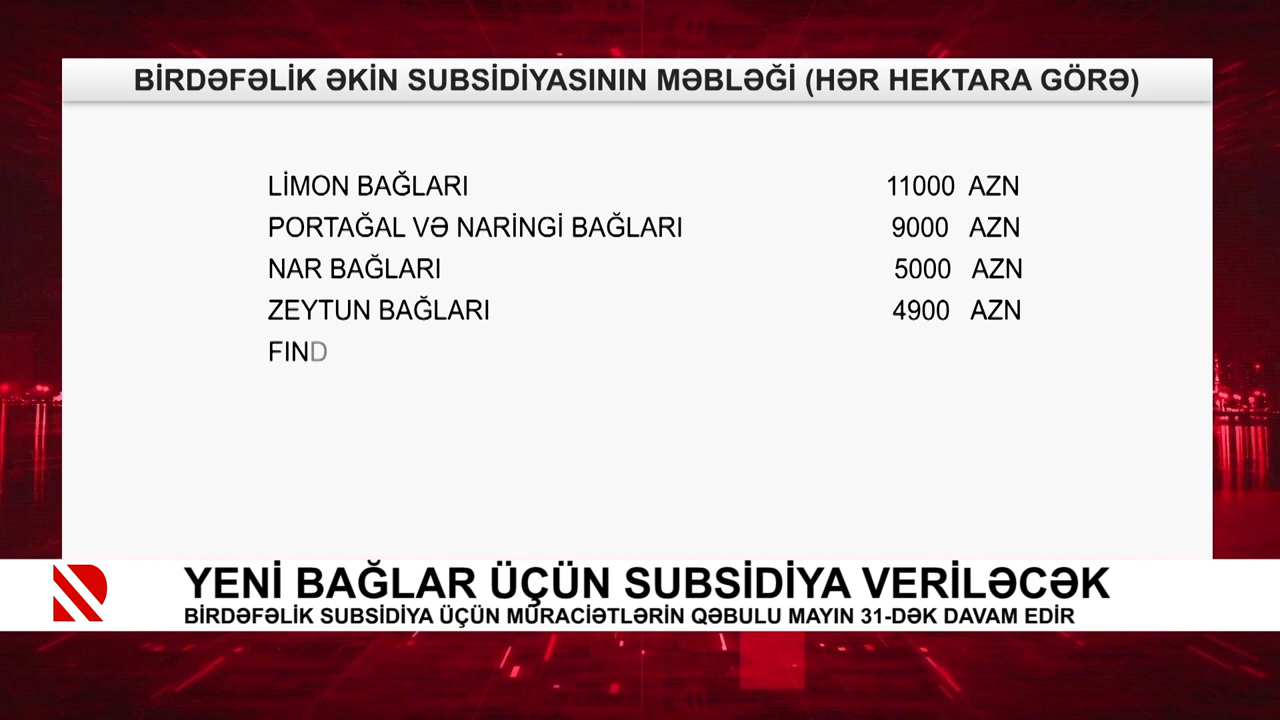 BİRDƏFƏLİK ƏKİN SUBSİDİYASININ MƏBLƏĞİ (HƏR HEKTARA GÖRƏ)
LİMON BAĞLARI 11000 AZN
PORTAĞAL VƏ NARİNGİ BAĞLARI 9000 AZN
NAR BAĞLARI 5000 AZN
ZEYTUN BAĞLARI 4900 AZN
FIND
YENİ BAĞLAR ÜÇÜN SUBSİDİYA VERİLƏCƏK
BİRDƏFƏLİK SUBSİDİYA ÜÇÜN MÜRACİƏTLƏRİN QƏBULU MAYIN 31-DƏK DAVAM EDİR